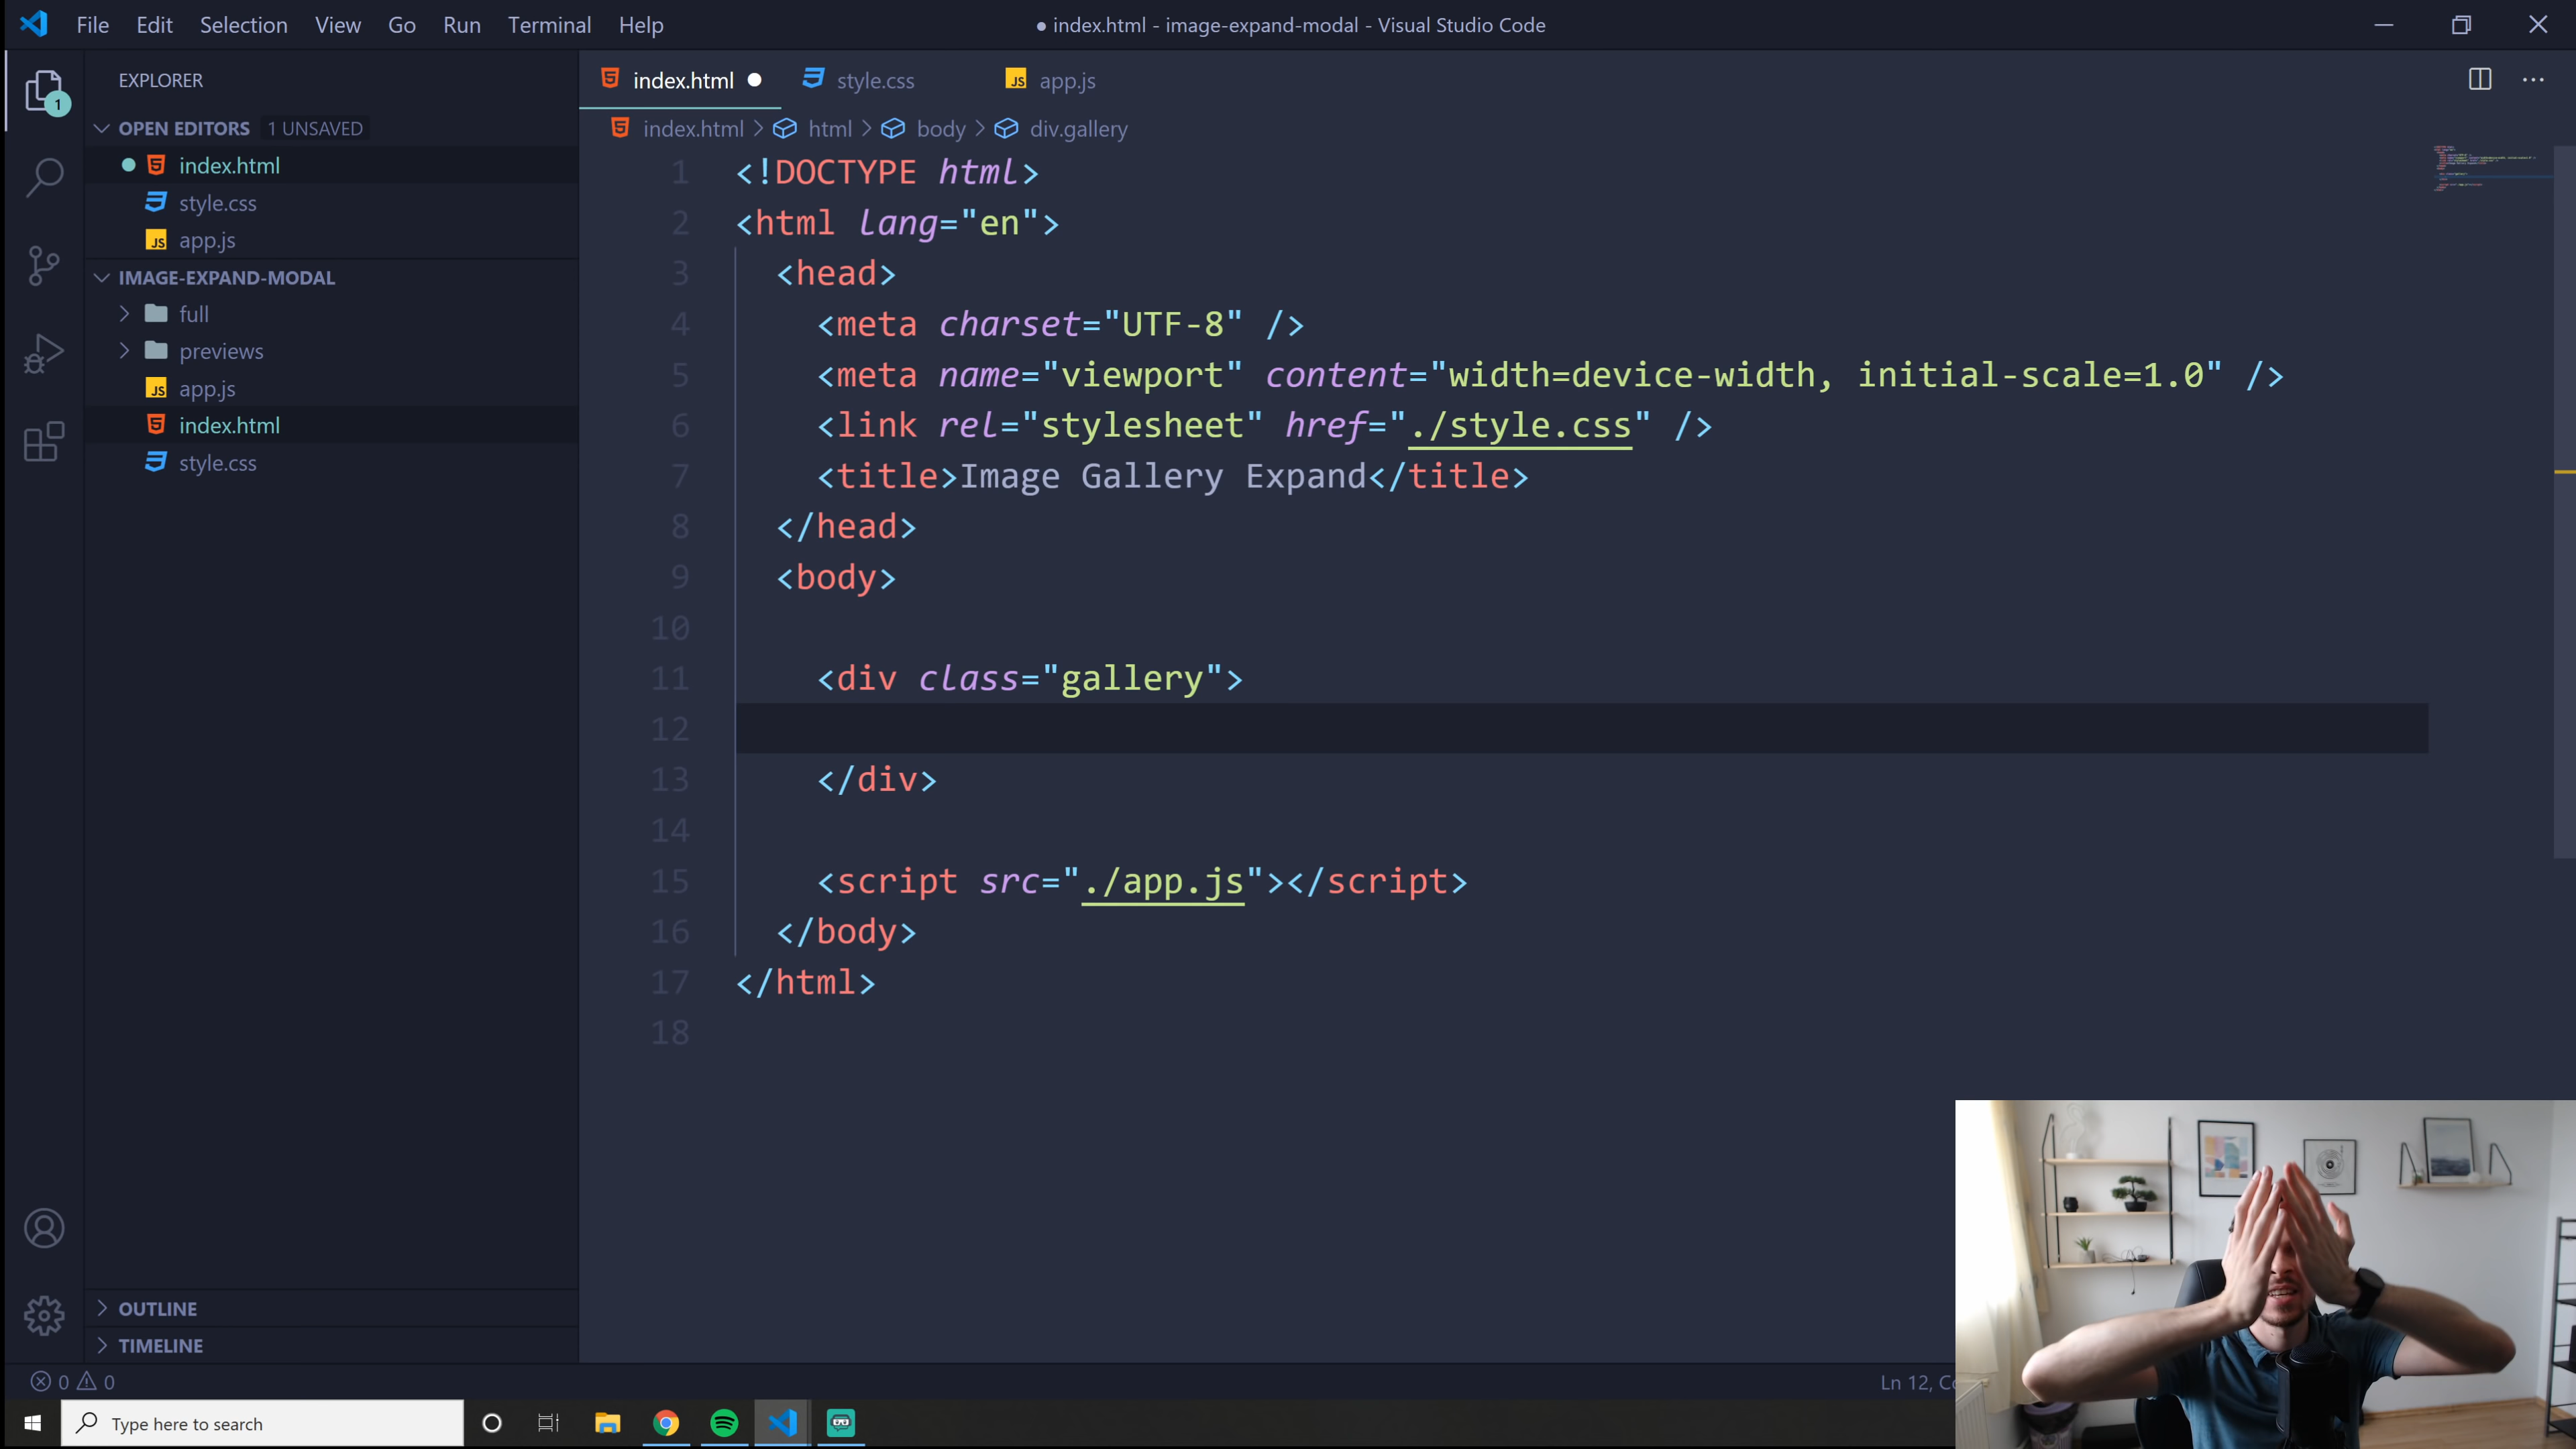 File Edit Selection View Go Run Terminal Help
● index.html - image-expand-modal - Visual Studio Code
EXPLORER
OPEN EDITORS 1 UNSAVED
index.html
style.css
app.js
IMAGE-EXPAND-MODAL
full
previews
app.js
index.html
style.css
OUTLINE
TIMELINE
1
index.html style.css app.js
index.html > html > body > div.gallery
1 <!DOCTYPE html>
2 <html lang="en">
3 <head>
4 <meta charset="UTF-8" />
5 <meta name="viewport" content="width=device-width, initial-scale=1.0" />
6 <link rel="stylesheet" href="./style.css" />
7 <title>Image Gallery Expand</title>
8 </head>
9 <body>
10
11 <div class="gallery">
12
13 </div>
14
15 <script src="./app.js"></script>
16 </body>
17 </html>
18
0 0
Ln 12,
Type here to search